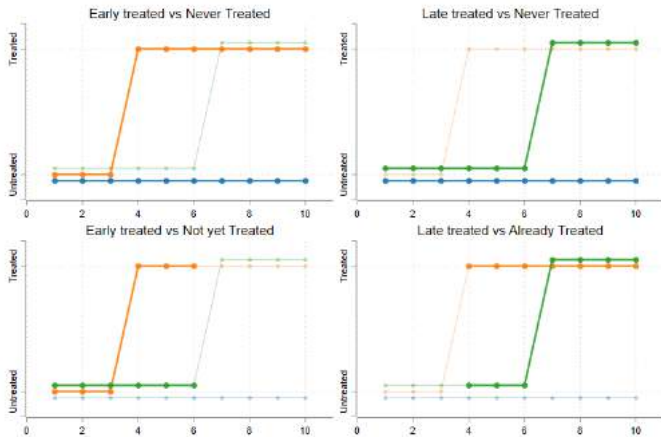 Early treated vs Never Treated
Treated
Untreated
0 2 4 6 8 10
Late treated vs Never Treated
Treated
Untreated
0 2 4 6 8 10
Early treated vs Not yet Treated
Treated
Untreated
0 2 4 6 8 10
Late treated vs Already Treated
Treated
Untreated
0 2 4 6 8 10